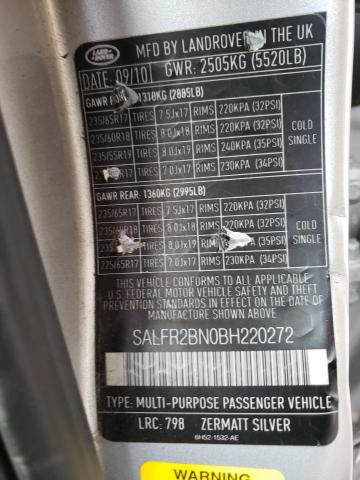 LAND ROVER
MFD BY LANDROVER IN THE UK
DATE: 09/10 GWR: 2505KG (5520LB)
GAWR 1310KG (2885LB)
235/65R17 TIRES 7.5Jx17 RIMS 220KPA (32PSI)
235/60R18 TIRES 8.0Jx18 RIMS 220KPA (32PSI)
235/55R19 TIRES 8.0Jx19 RIMS 240KPA (35PSI)
225/65R17 TIRES 7.0Jx17 RIMS 230KPA (34PSI)
COLD
SINGLE
GAWR REAR: 1360KG (2995LB)
235/65R17 TIRES 7.5Jx17 RIMS 220KPA (32PSI)
235/60R18 TIRES 8.0Jx18 RIMS 220KPA (32PSI)
235 TIRES 8.0Jx19 RIMS (35PSI)
225/65R17 TIRES 7.0Jx17 RIMS 230KPA (34PSI)
COLD
SINGLE
THIS VEHICLE CONFORMS TO ALL APPLICABLE
U.S. FEDERAL MOTOR VEHICLE SAFETY AND THEFT
PREVENTION STANDARDS IN EFFECT ON THE
DATE OF MANUFACTURE SHOWN ABOVE.
SALFR2BN0BH220272
TYPE: MULTI-PURPOSE PASSENGER VEHICLE
LRC: 798 ZERMATT SILVER
6H52-1532-AE
WARNING